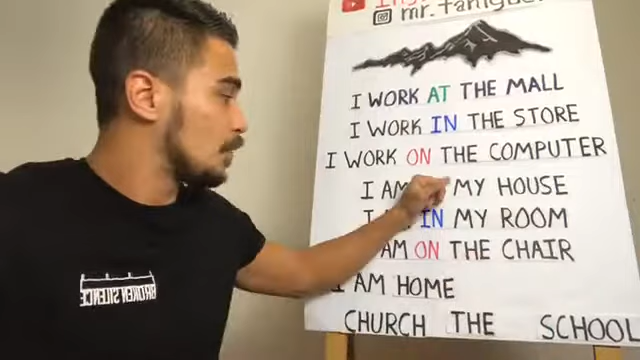 I WORK AT THE MALL
I WORK IN THE STORE
I WORK ON THE COMPUTER
I AM MY HOUSE
I IN MY ROOM
AM ON THE CHAIR
I AM HOME
CHURCH THE SCHOOL
BROKEN SILENCE